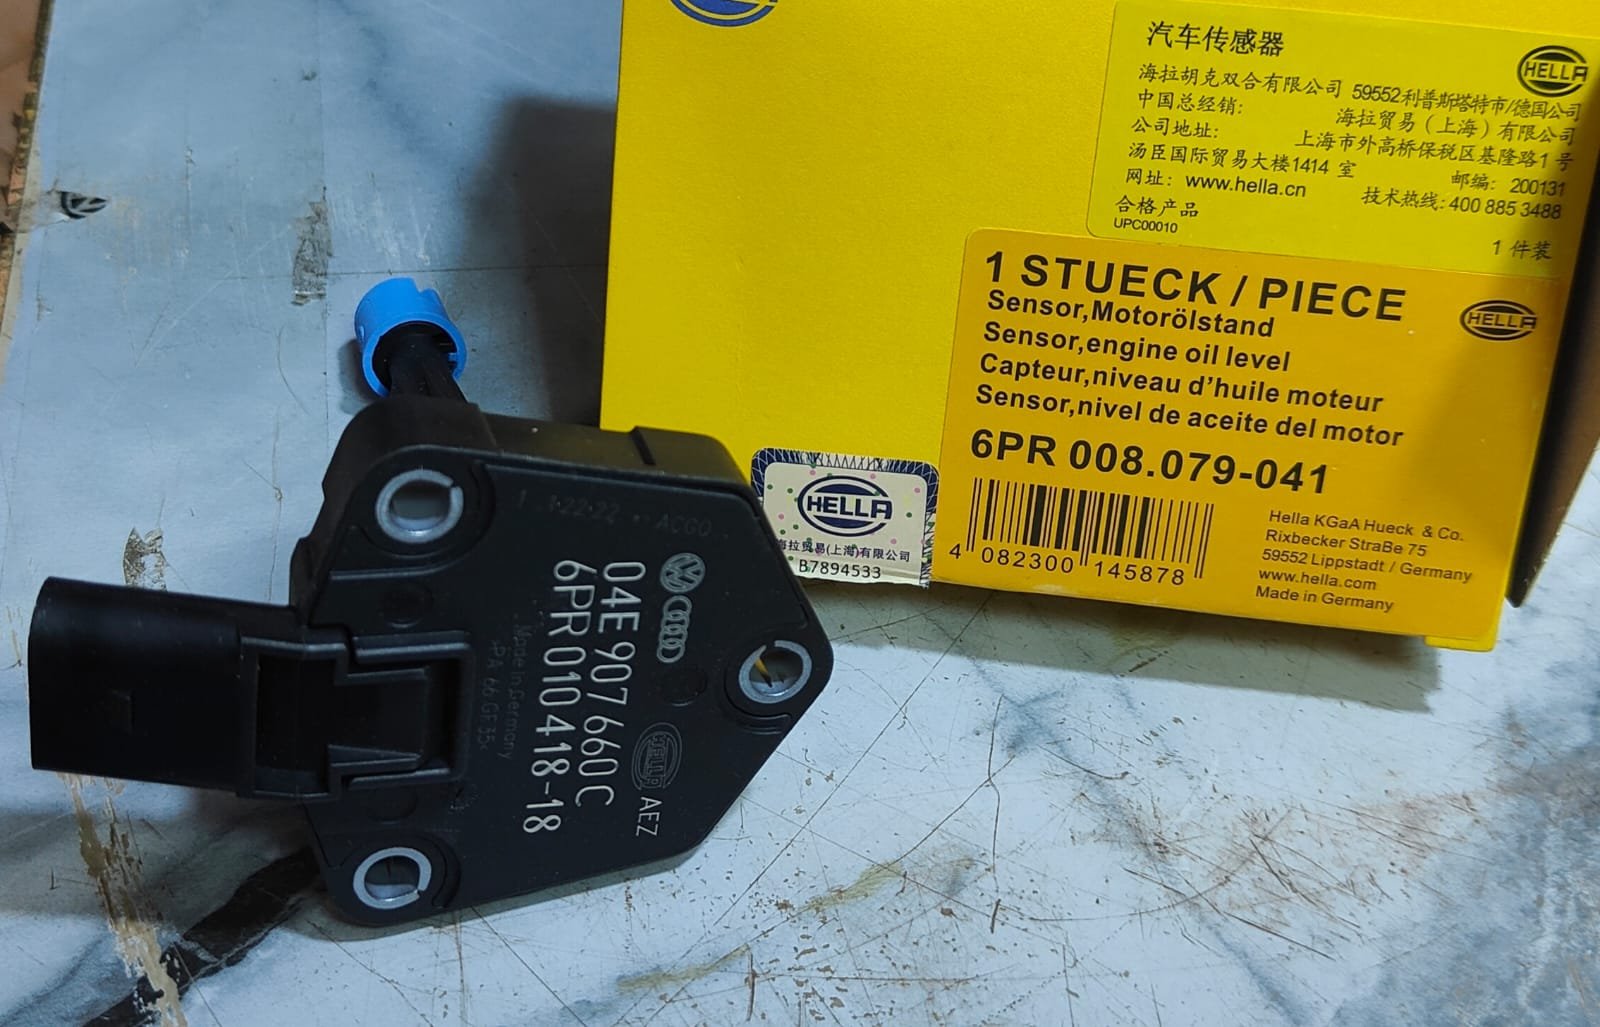 汽车传感器
HELLA
海拉胡克双合有限公司 59552利普斯塔特市/德国公司
中国总经销: 海拉贸易(上海)有限公司
公司地址: 上海市外高桥保税区基隆路1号
汤臣国际贸易大楼1414 室 邮编: 200131
网址: www.hella.cn 技术热线: 400 885 3488
合格产品
UPC00010
1 件装
1 STUECK / PIECE
Sensor,Motorölstand
Sensor,engine oil level
Capteur,niveau d'huile moteur
Sensor,nivel de aceite del motor
HELLA
6PR 008.079-041
4 082300 145878
Hella KGaA Hueck & Co.
Rixbecker StraBe 75
59552 Lippstadt / Germany
www.hella.com
Made in Germany
HELLA
海拉贸易(上海)有限公司
B7894533
ACGO
04E 907 660 C
6PR 010 418-18
Made in Germany
HELLA AEZ